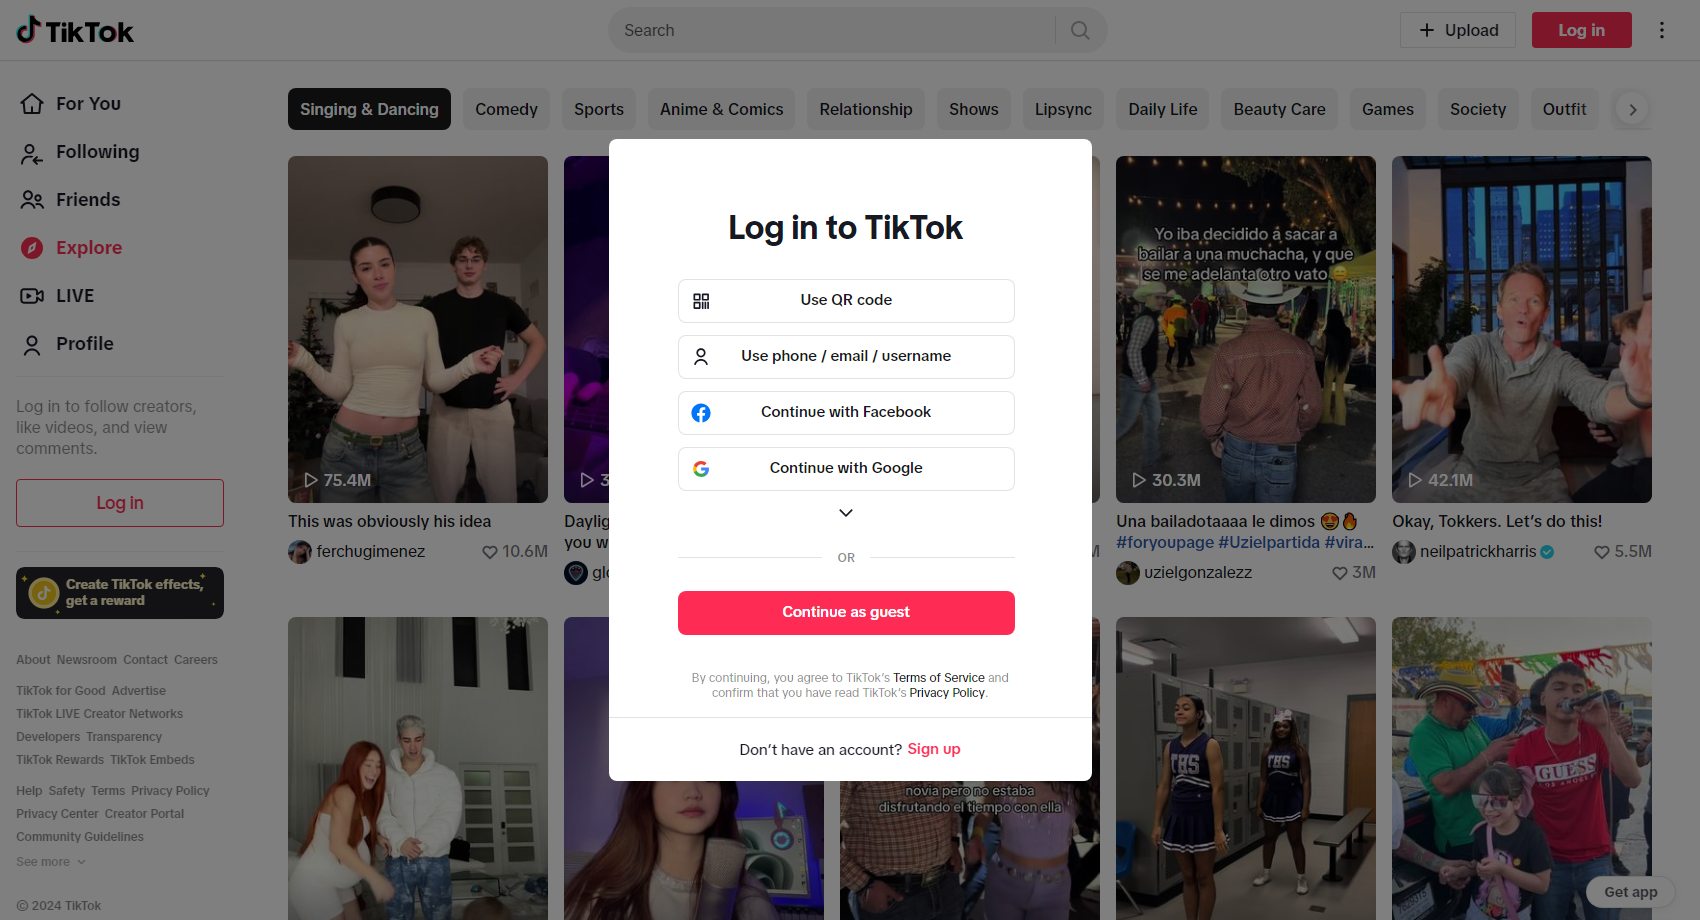 TikTok
Search
Upload
Log in
For You
Following
Friends
Explore
LIVE
Profile
Log in to follow creators,
like videos, and view
comments.
Log in
Create TikTok effects,
get a reward
About Newsroom Contact Careers
TikTok for Good Advertise
TikTok LIVE Creator Networks
Developers Transparency
TikTok Rewards TikTok Embeds
Help Safety Terms Privacy Policy
Privacy Center Creator Portal
Community Guidelines
See more
© 2024 TikTok
Singing & Dancing
Comedy
Sports
Anime & Comics
Relationship
Shows
Lipsync
Daily Life
Beauty Care
Games
Society
Outfit
75.4M
This was obviously his idea
ferchugimenez
10.6M
Yo iba decidido a sacar a
bailar a una muchacha, y que
se me adelanta otro vato 😄
30.3M
Una bailadotaaaa le dimos 😍🔥
#foryoupage #Uzielpartida #vira...
uzielgonzalezz
3M
42.1M
Okay, Tokkers. Let's do this!
neilpatrickharris
5.5M
Log in to TikTok
Use QR code
Use phone / email / username
Continue with Facebook
Continue with Google
OR
Continue as guest
By continuing, you agree to TikTok's Terms of Service and
confirm that you have read TikTok's Privacy Policy.
Don't have an account? Sign up
novia pero no estaba
disfrutando el tiempo con ella
THS
THS
GUESS
LOS ANGELES
Get app